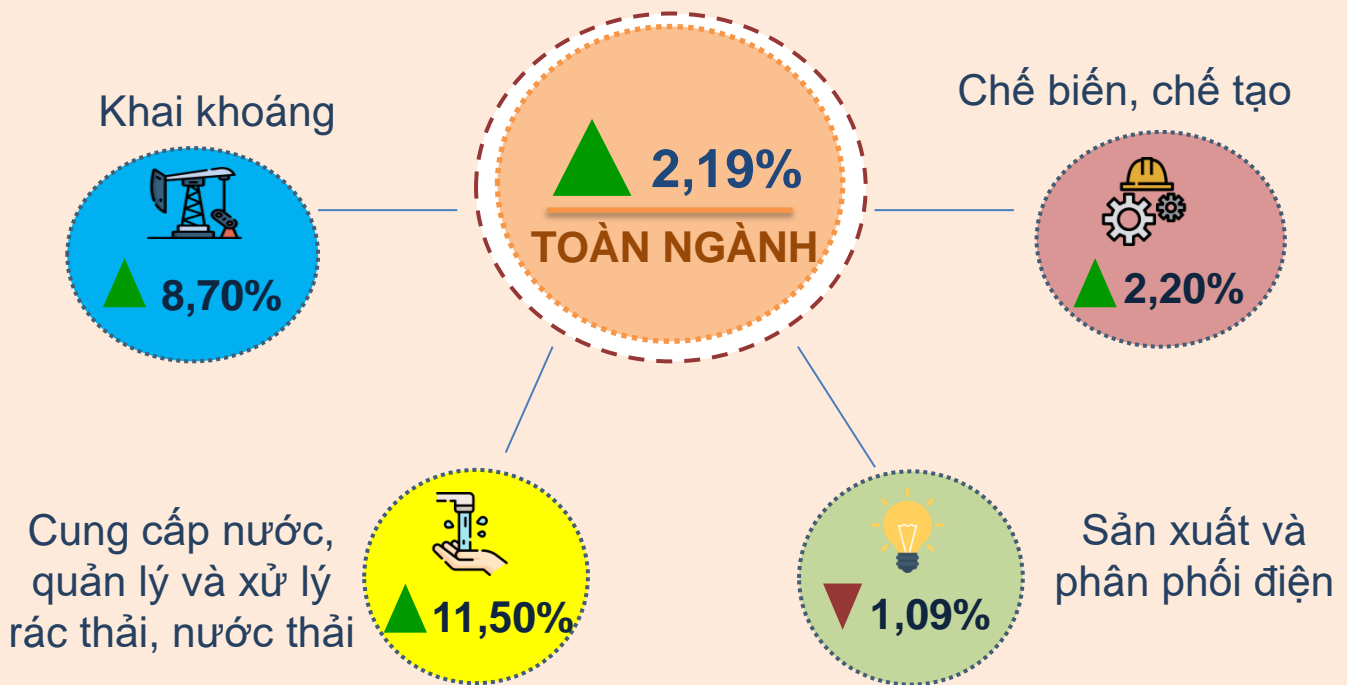 Khai khoáng
8,70%
2,19%
TOÀN NGÀNH
Chế biến, chế tạo
2,20%
Cung cấp nước,
quản lý và xử lý
rác thải, nước thải
11,50%
1,09%
Sản xuất và
phân phối điện